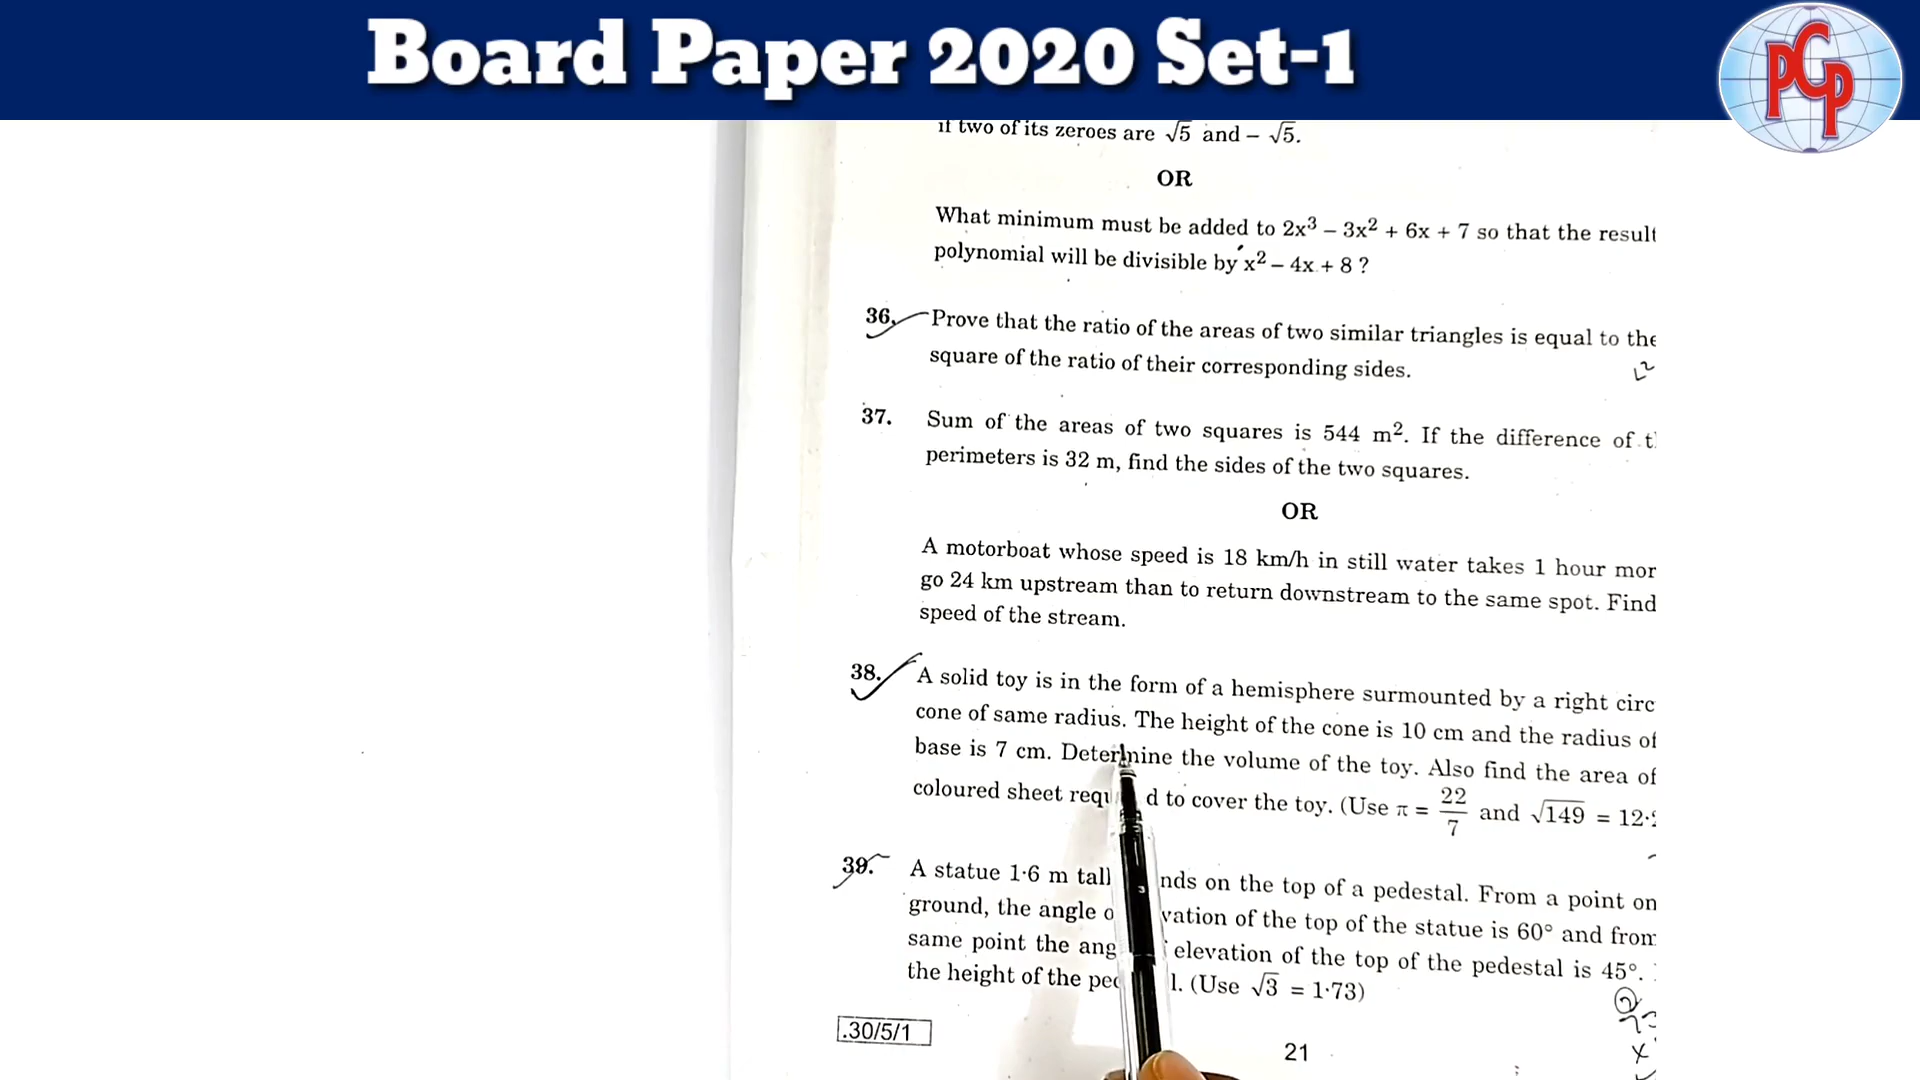 Board Paper 2020 Set-1
PCP
if two of its zeroes are √5 and – √5.
OR
What minimum must be added to 2x³ – 3x² + 6x + 7 so that the result
polynomial will be divisible by x² – 4x + 8 ?
36. Prove that the ratio of the areas of two similar triangles is equal to the
square of the ratio of their corresponding sides.
37. Sum of the areas of two squares is 544 m². If the difference of
perimeters is 32 m, find the sides of the two squares.
OR
A motorboat whose speed is 18 km/h in still water takes 1 hour mor
go 24 km upstream than to return downstream to the same spot. Find
speed of the stream.
38. A solid toy is in the form of a hemisphere surmounted by a right circ
cone of same radius. The height of the cone is 10 cm and the radius of
base is 7 cm. Determine the volume of the toy. Also find the area of
coloured sheet requ d to cover the toy. (Use π = 22/7 and √149 = 12·
39. A statue 1·6 m tall nds on the top of a pedestal. From a point on
ground, the angle o vation of the top of the statue is 60° and from
same point the ang elevation of the top of the pedestal is 45°.
the height of the pe l. (Use √3 = 1·73)
.30/5/1
21